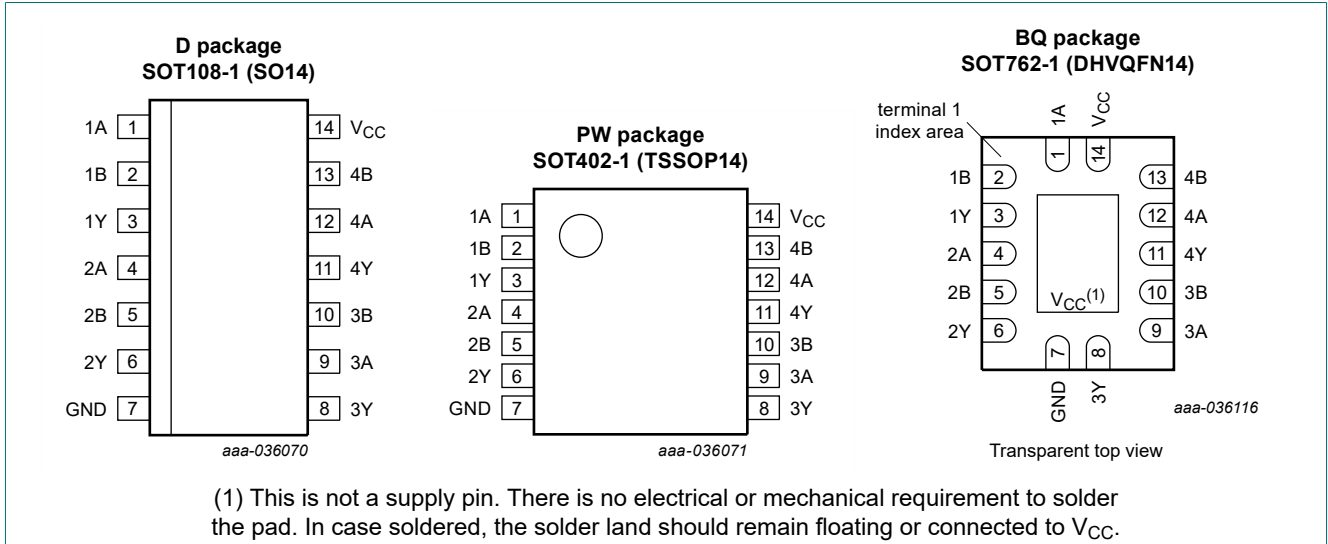 D package
SOT108-1 (SO14)
1A 1
1B 2
1Y 3
2A 4
2B 5
2Y 6
GND 7
14 VCC
13 4B
12 4A
11 4Y
10 3B
9 3A
8 3Y
aaa-036070
PW package
SOT402-1 (TSSOP14)
1A 1
1B 2
1Y 3
2A 4
2B 5
2Y 6
GND 7
14 VCC
13 4B
12 4A
11 4Y
10 3B
9 3A
8 3Y
aaa-036071
BQ package
SOT762-1 (DHVQFN14)
terminal 1
index area
1A
VCC
1
14
1B 2
1Y 3
2A 4
2B 5
2Y 6
13 4B
12 4A
11 4Y
10 3B
9 3A
VCC(1)
7
8
GND
3Y
aaa-036116
Transparent top view
(1) This is not a supply pin. There is no electrical or mechanical requirement to solder
the pad. In case soldered, the solder land should remain floating or connected to VCC.